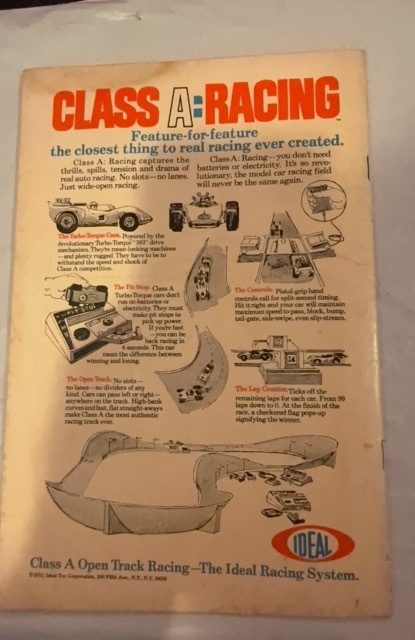 CLASS A:RACING
Feature-for-feature
the closest thing to real racing ever created.
Class A: Racing captures the
thrills, spills, tension and drama of
real auto racing. No slots—no lanes.
Just wide-open racing.
Class A: Racing—you don't need
batteries or electricity. It's so revo-
lutionary, the model car racing field
will never be the same again.
The Turbo-Torque Cars. Powered by the
revolutionary Turbo-Torque "383" drive
mechanism. They're mean-looking machines
—and plenty rugged. They have to be to
withstand the speed and shock of
Class A competition.
The Pit Stop. Class A
Turbo-Torque cars don't
run on batteries or
electricity. They must
make pit stops to
pick up power.
If you're fast
—you can be
back racing in
6 seconds. This can
mean the difference between
winning and losing.
The Controls. Pistol-grip hand
controls call for split-second timing.
Hit it right and your car will maintain
maximum speed to pass, block, bump,
tail-gate, side-swipe, even slip-stream.
The Open Track. No slots—
no lanes—no dividers of any
kind. Cars can pass left or right—
anywhere on the track. High bank
curves and fast, flat straight-aways
make Class A the most authentic
racing track ever.
The Lap Counter. Ticks off the
remaining laps for each car. From 99
laps down to 0. At the finish of the
race, a checkered flag pops up
signifying the winner.
IDEAL
Class A Open Track Racing—The Ideal Racing System.
Ideal Toy Corporation, 200 Fifth Ave., N.Y., N.Y. 10010